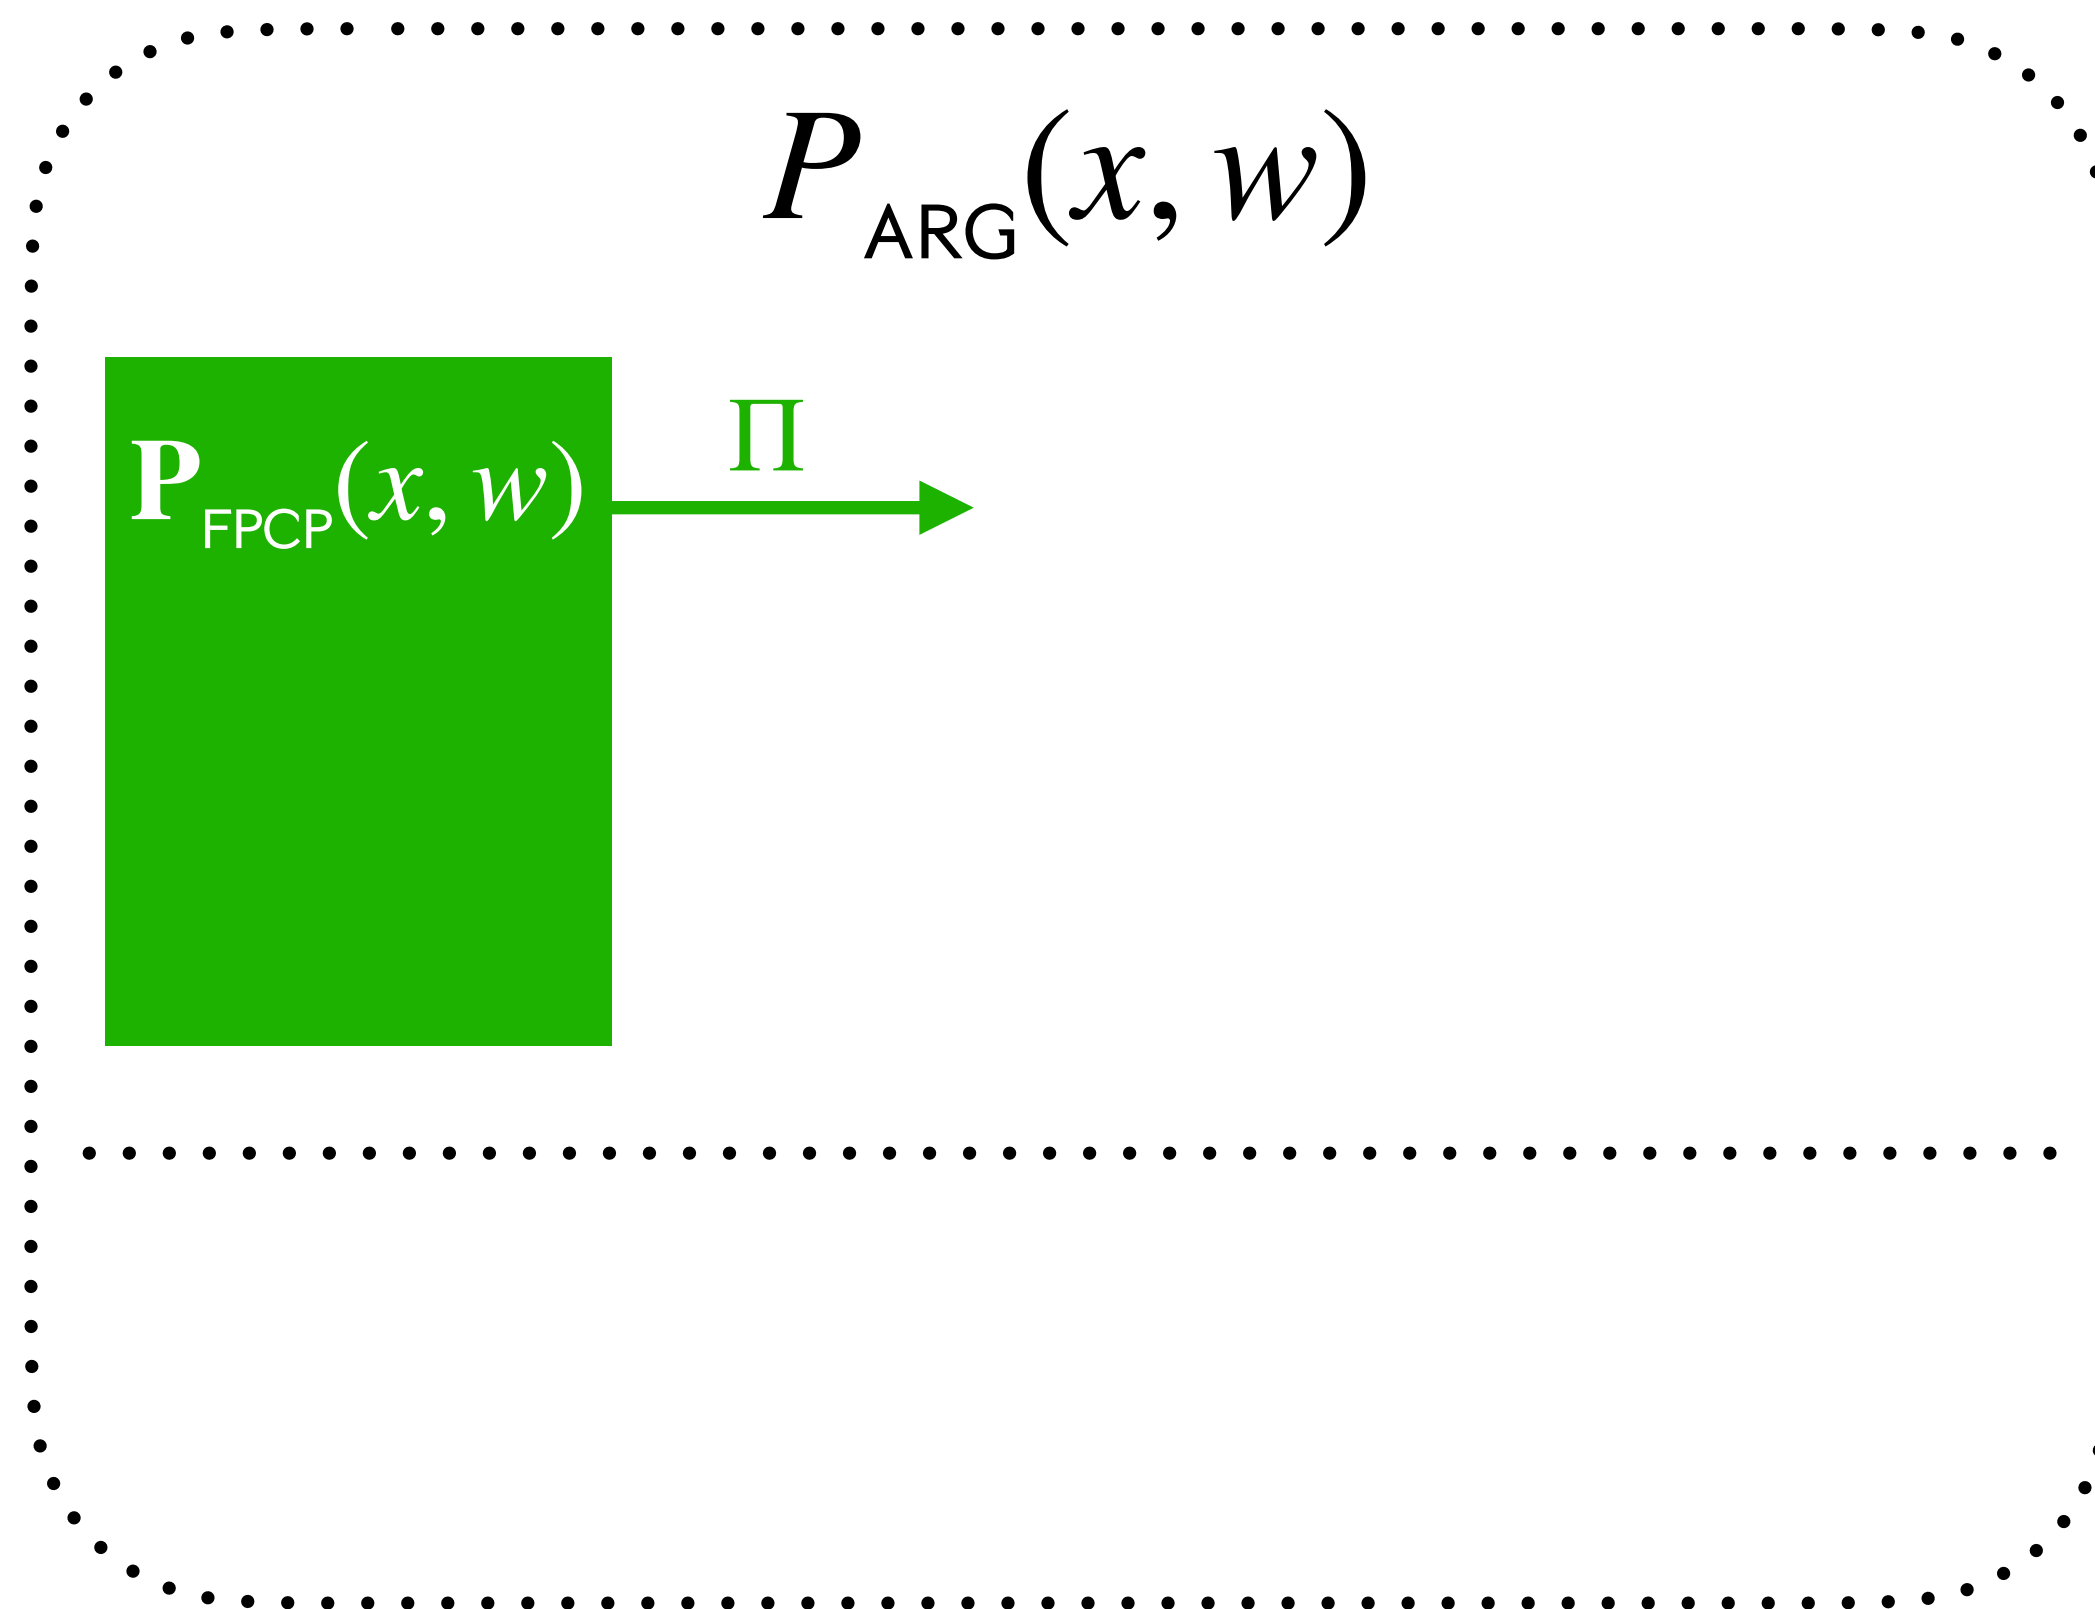 P_ARG(x, w)
Π
P_FPCP(x, w)